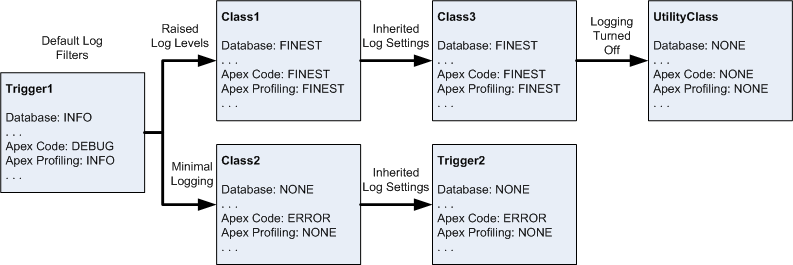 Default Log
Filters
Trigger1
Database: INFO
. . .
Apex Code: DEBUG
Apex Profiling: INFO
. . .
Raised
Log Levels
Class1
Database: FINEST
. . .
Apex Code: FINEST
Apex Profiling: FINEST
. . .
Inherited
Log Settings
Class3
Database: FINEST
. . .
Apex Code: FINEST
Apex Profiling: FINEST
. . .
Logging
Turned
Off
UtilityClass
Database: NONE
. . .
Apex Code: NONE
Apex Profiling: NONE
. . .
Minimal
Logging
Class2
Database: NONE
. . .
Apex Code: ERROR
Apex Profiling: NONE
. . .
Inherited
Log Settings
Trigger2
Database: NONE
. . .
Apex Code: ERROR
Apex Profiling: NONE
. . .